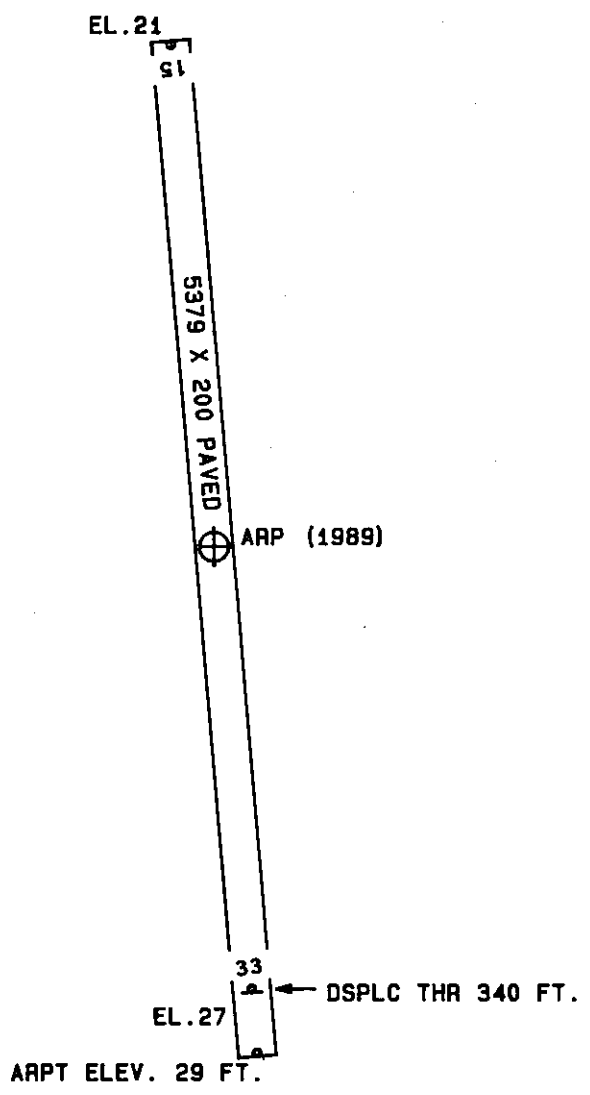 EL.21
15
5379 X 200 PAVED
ARP (1989)
33
DSPLC THR 340 FT.
EL.27
ARPT ELEV. 29 FT.